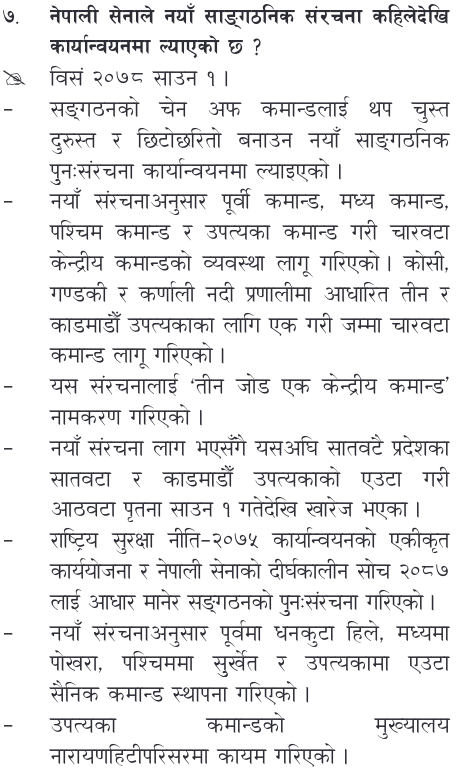 ७. नेपाली सेनाले नयाँ साङ्गठनिक संरचना कहिलेदेखि
कार्यान्वयनमा ल्याएको छ ?
विसं २०७८ साउन १ ।
– सङ्गठनको चेन अफ कमान्डलाई थप चुस्त
दुरुस्त र छिटोछरितो बनाउन नयाँ साङ्गठनिक
पुनःसंरचना कार्यान्वयनमा ल्याइएको ।
– नयाँ संरचनाअनुसार पूर्वी कमान्ड, मध्य कमान्ड,
पश्चिम कमान्ड र उपत्यका कमान्ड गरी चारवटा
केन्द्रीय कमान्डको व्यवस्था लागू गरिएको । कोसी,
गण्डकी र कर्णाली नदी प्रणालीमा आधारित तीन र
काडमाडौँ उपत्यकाका लागि एक गरी जम्मा चारवटा
कमान्ड लागू गरिएको ।
– यस संरचनालाई ‘तीन जोड एक केन्द्रीय कमान्ड’
नामकरण गरिएको ।
– नयाँ संरचना लाग भएसँगै यसअघि सातवटै प्रदेशका
सातवटा र काडमाडौँ उपत्यकाको एउटा गरी
आठवटा पृतना साउन १ गतेदेखि खारेज भएका ।
– राष्ट्रिय सुरक्षा नीति–२०७५ कार्यान्वयनको एकीकृत
कार्ययोजना र नेपाली सेनाको दीर्घकालीन सोच २०८७
लाई आधार मानेर सङ्गठनको पुनःसंरचना गरिएको ।
– नयाँ संरचनाअनुसार पूर्वमा धनकुटा हिले, मध्यमा
पोखरा, पश्चिममा सुर्खेत र उपत्यकामा एउटा
सैनिक कमान्ड स्थापना गरिएको ।
– उपत्यका कमान्डको मुख्यालय
नारायणहिटीपरिसरमा कायम गरिएको ।